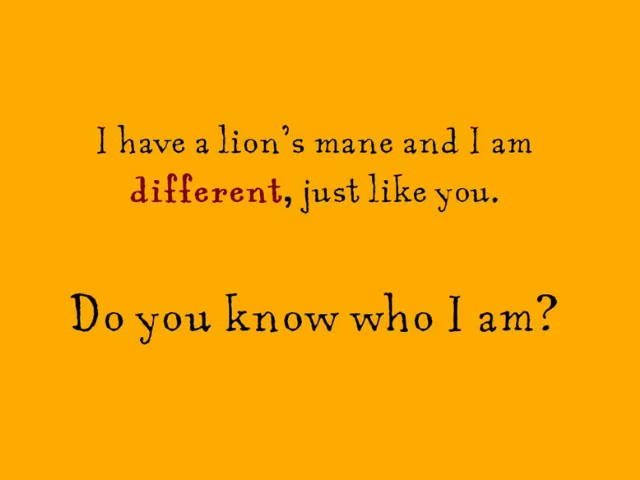 I have a lion's mane and I am
different, just like you.
Do you know who I am?